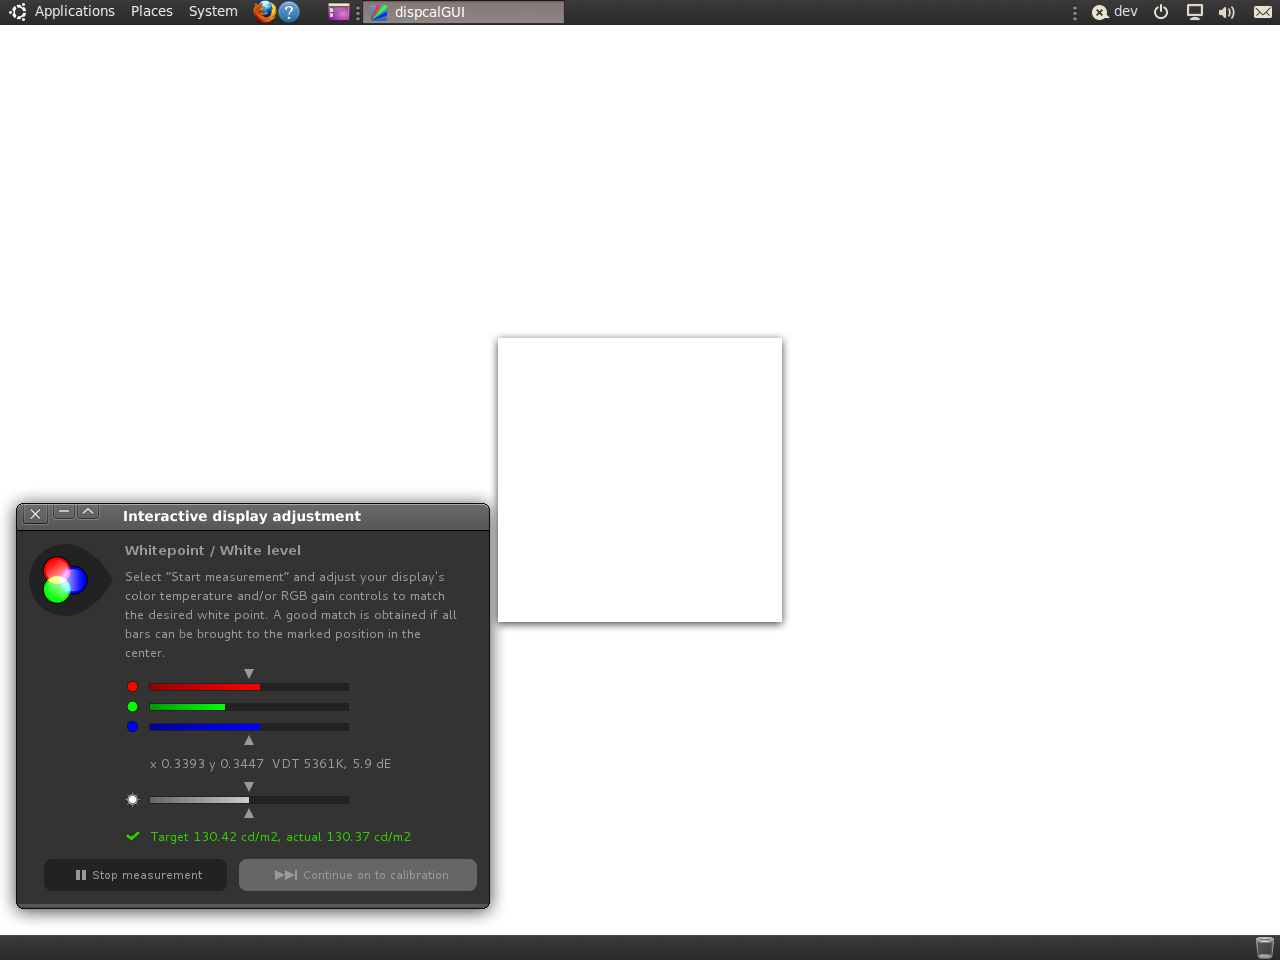 Applications Places System dispcalGUI dev
Interactive display adjustment
Whitepoint / White level
Select "Start measurement" and adjust your display's
color temperature and/or RGB gain controls to match
the desired white point. A good match is obtained if all
bars can be brought to the marked position in the
center.
x 0.3393 y 0.3447 VDT 5361K, 5.9 dE
Target 130.42 cd/m2, actual 130.37 cd/m2
Stop measurement Continue on to calibration